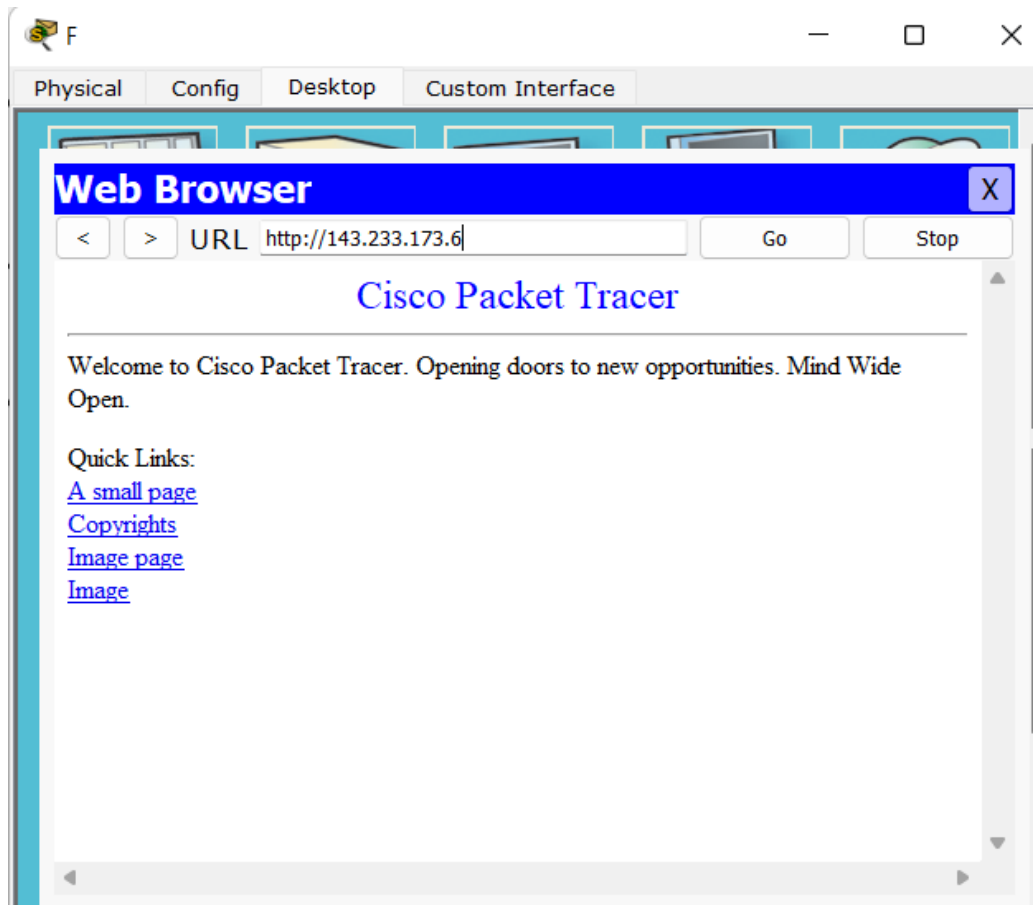 F
Physical Config Desktop Custom Interface
Web Browser X
< > URL http://143.233.173.6 Go Stop
Cisco Packet Tracer
Welcome to Cisco Packet Tracer. Opening doors to new opportunities. Mind Wide
Open.
Quick Links:
A small page
Copyrights
Image page
Image